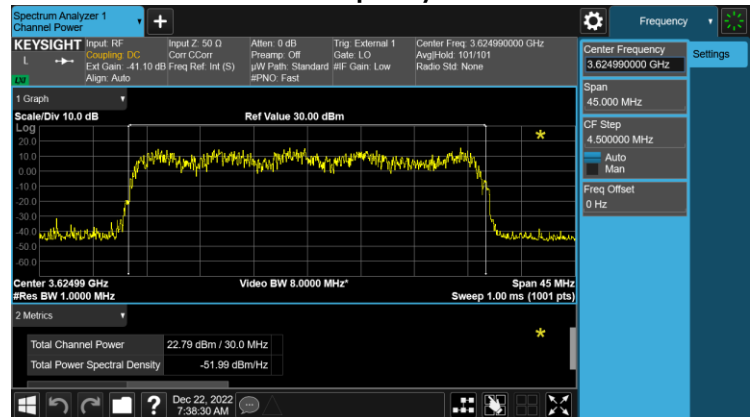 Spectrum Analyzer 1
Channel Power
Frequency
KEYSIGHT
L
LXI
Input: RF
Coupling: DC
Ext Gain: -41.10 dB
Align: Auto
Input Z: 50 Ω
Corr CCorr
Freq Ref: Int (S)
Atten: 0 dB
Preamp: Off
µW Path: Standard
#PNO: Fast
Trig: External 1
Gate: LO
#IF Gain: Low
Center Freq: 3.624990000 GHz
Avg|Hold: 101/101
Radio Std: None
Center Frequency
3.624990000 GHz
Settings
Span
45.000 MHz
CF Step
4.500000 MHz
Auto
Man
Freq Offset
0 Hz
1 Graph
Scale/Div 10.0 dB
Ref Value 30.00 dBm
Log
20.0
10.0
0.00
-10.0
-20.0
-30.0
-40.0
-50.0
-60.0
Center 3.62499 GHz
Video BW 8.0000 MHz*
Span 45 MHz
#Res BW 1.0000 MHz
Sweep 1.00 ms (1001 pts)
2 Metrics
Total Channel Power
22.79 dBm / 30.0 MHz
Total Power Spectral Density
-51.99 dBm/Hz
?
Dec 22, 2022
7:38:30 AM